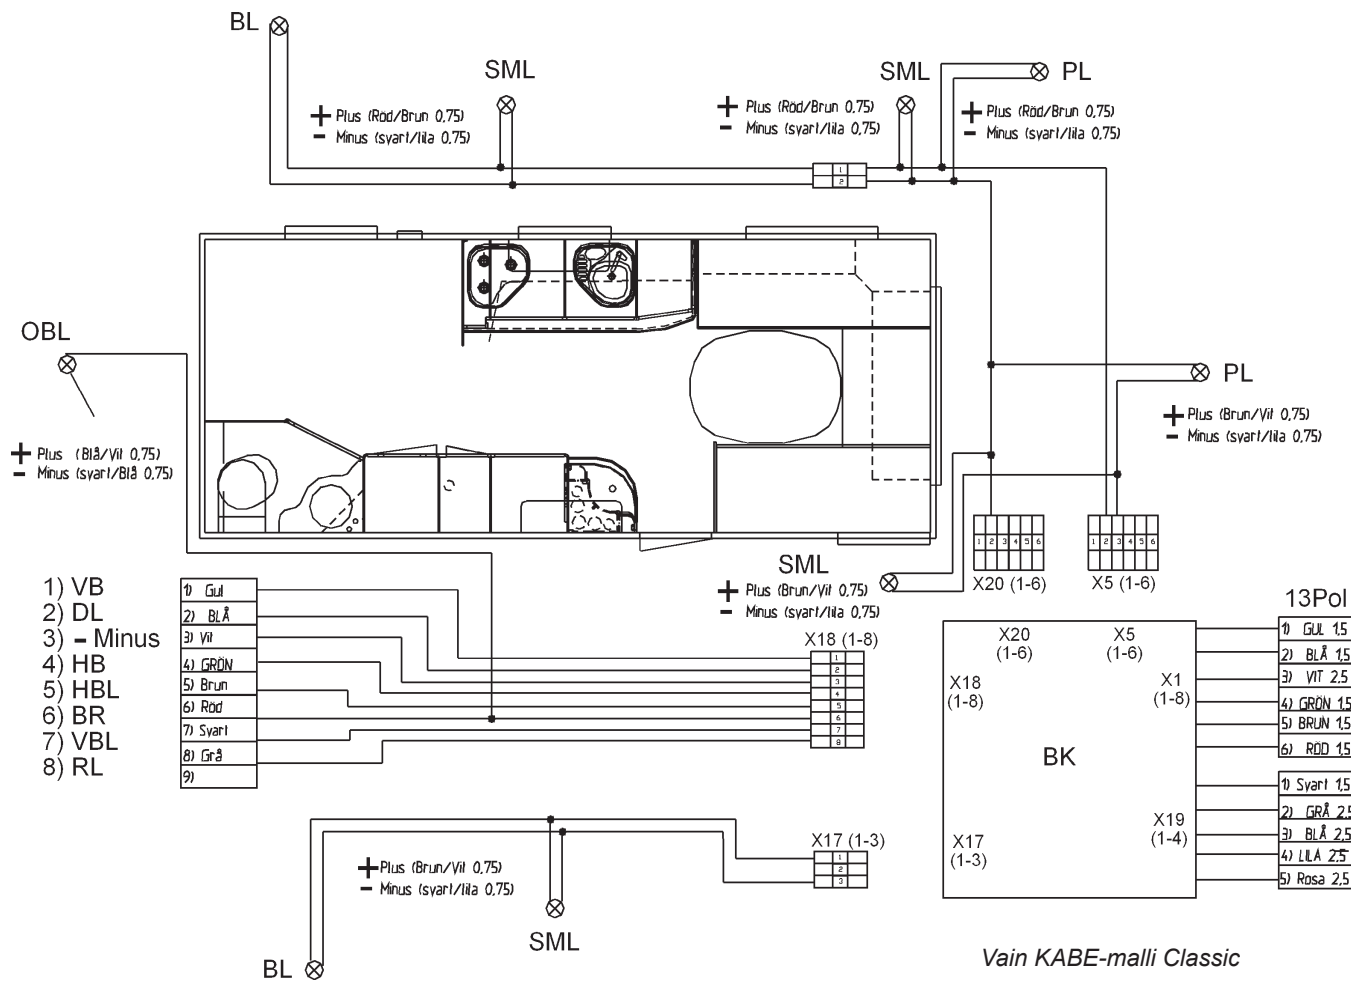 BL
SML
SML
PL
+ Plus (Röd/Brun 0,75)
- Minus (svart/lila 0,75)
+ Plus (Röd/Brun 0,75)
- Minus (svart/lila 0,75)
+ Plus (Röd/Brun 0,75)
- Minus (svart/lila 0,75)
1
2
OBL
+ Plus (Blå/Vit 0,75)
- Minus (svart/Blå 0,75)
PL
+ Plus (Brun/Vit 0,75)
- Minus (svart/lila 0,75)
1 2 3 4 5 6
X20 (1-6)
1 2 3 4 5 6
X5 (1-6)
SML
+ Plus (Brun/Vit 0,75)
- Minus (svart/lila 0,75)
1) VB
2) DL
3) - Minus
4) HB
5) HBL
6) BR
7) VBL
8) RL
1) Gul
2) BLÅ
3) Vit
4) GRÖN
5) Brun
6) Röd
7) Svart
8) Grå
9)
X18 (1-8)
1
2
3
4
5
6
7
8
X20
(1-6)
X5
(1-6)
X18
(1-8)
X1
(1-8)
BK
X17
(1-3)
X19
(1-4)
13Pol
1) GUL 1,5
2) BLÅ 1,5
3) VIT 2,5
4) GRÖN 1,5
5) BRUN 1,5
6) RÖD 1,5
1) Svart 1,5
2) GRÅ 2,5
3) BLÅ 2,5
4) LILA 2,5
5) Rosa 2,5
X17 (1-3)
1
2
3
+ Plus (Brun/Vit 0,75)
- Minus (svart/lila 0,75)
SML
BL
Vain KABE-malli Classic